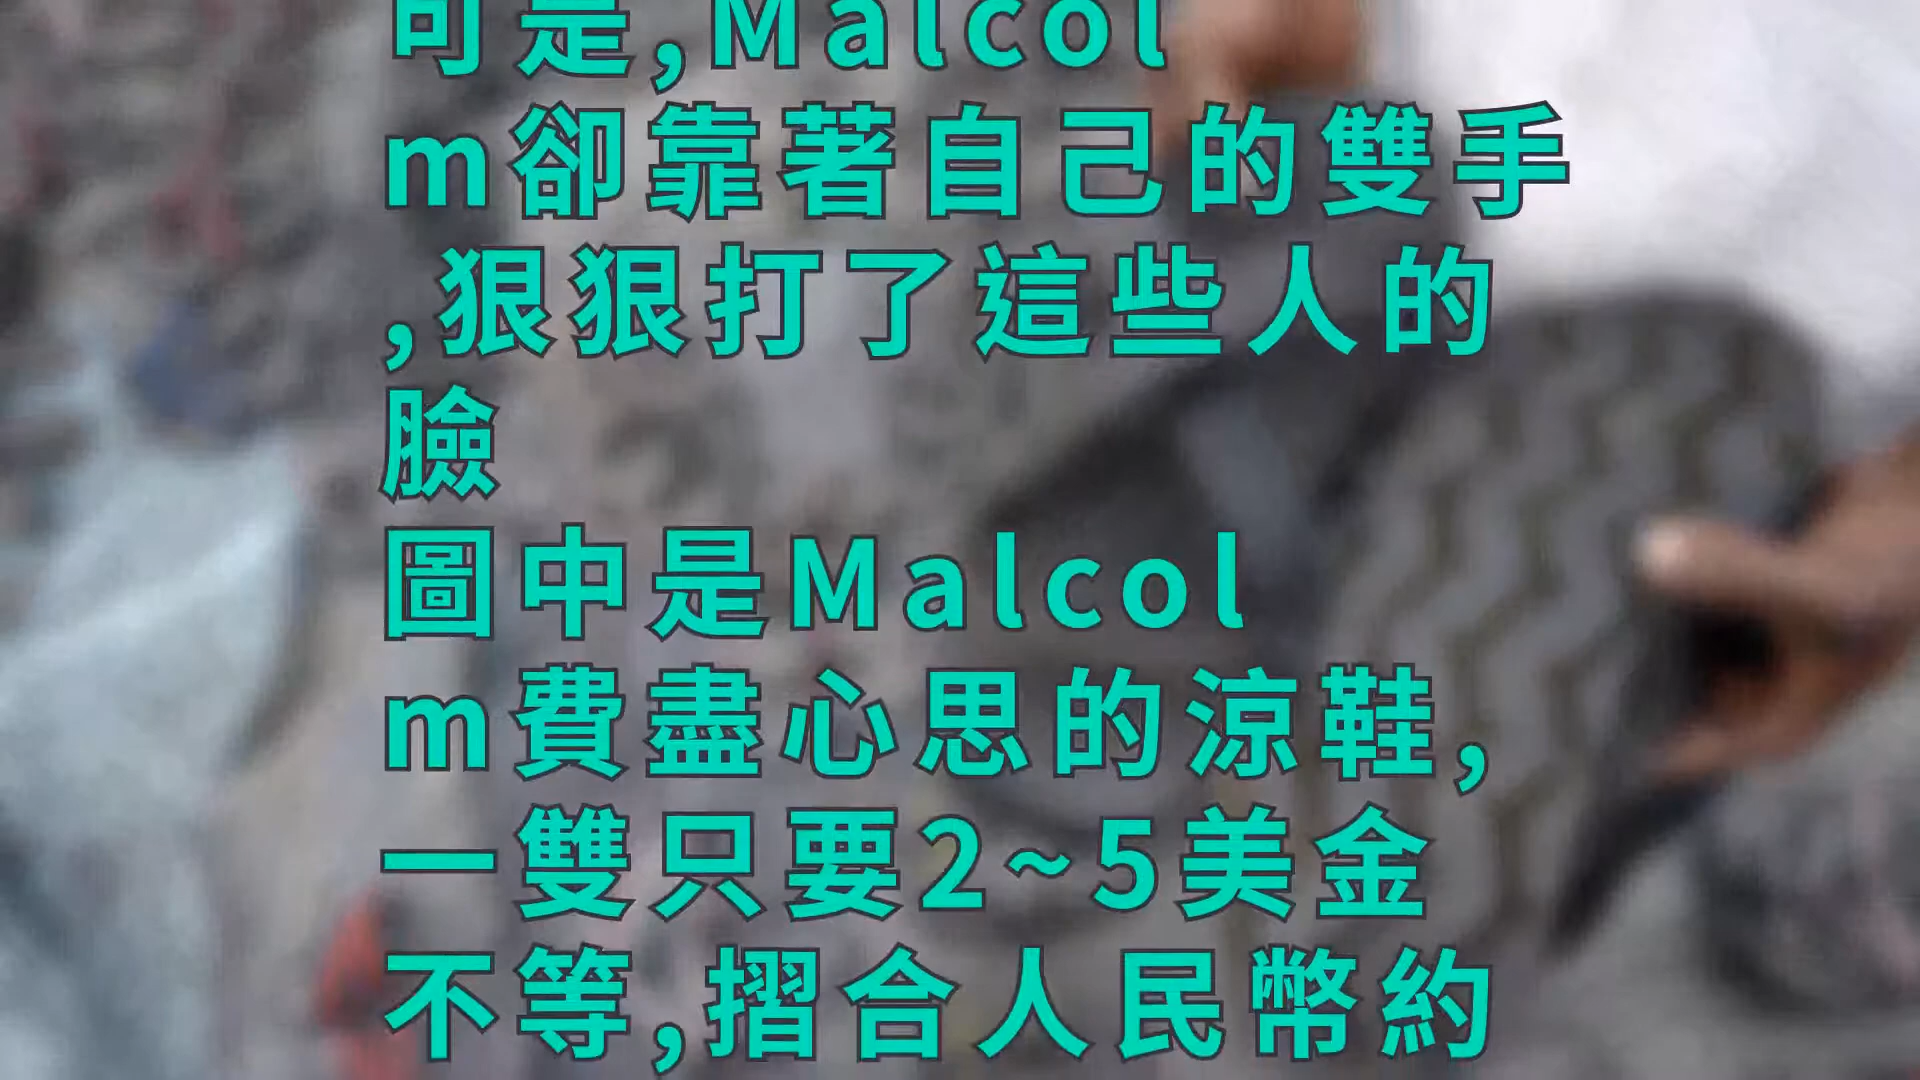 可是,Malcol
m卻靠著自己的雙手
,狠狠打了這些人的
臉
圖中是Malcol
m費盡心思的涼鞋,
一雙只要2~5美金
不等,摺合人民幣約